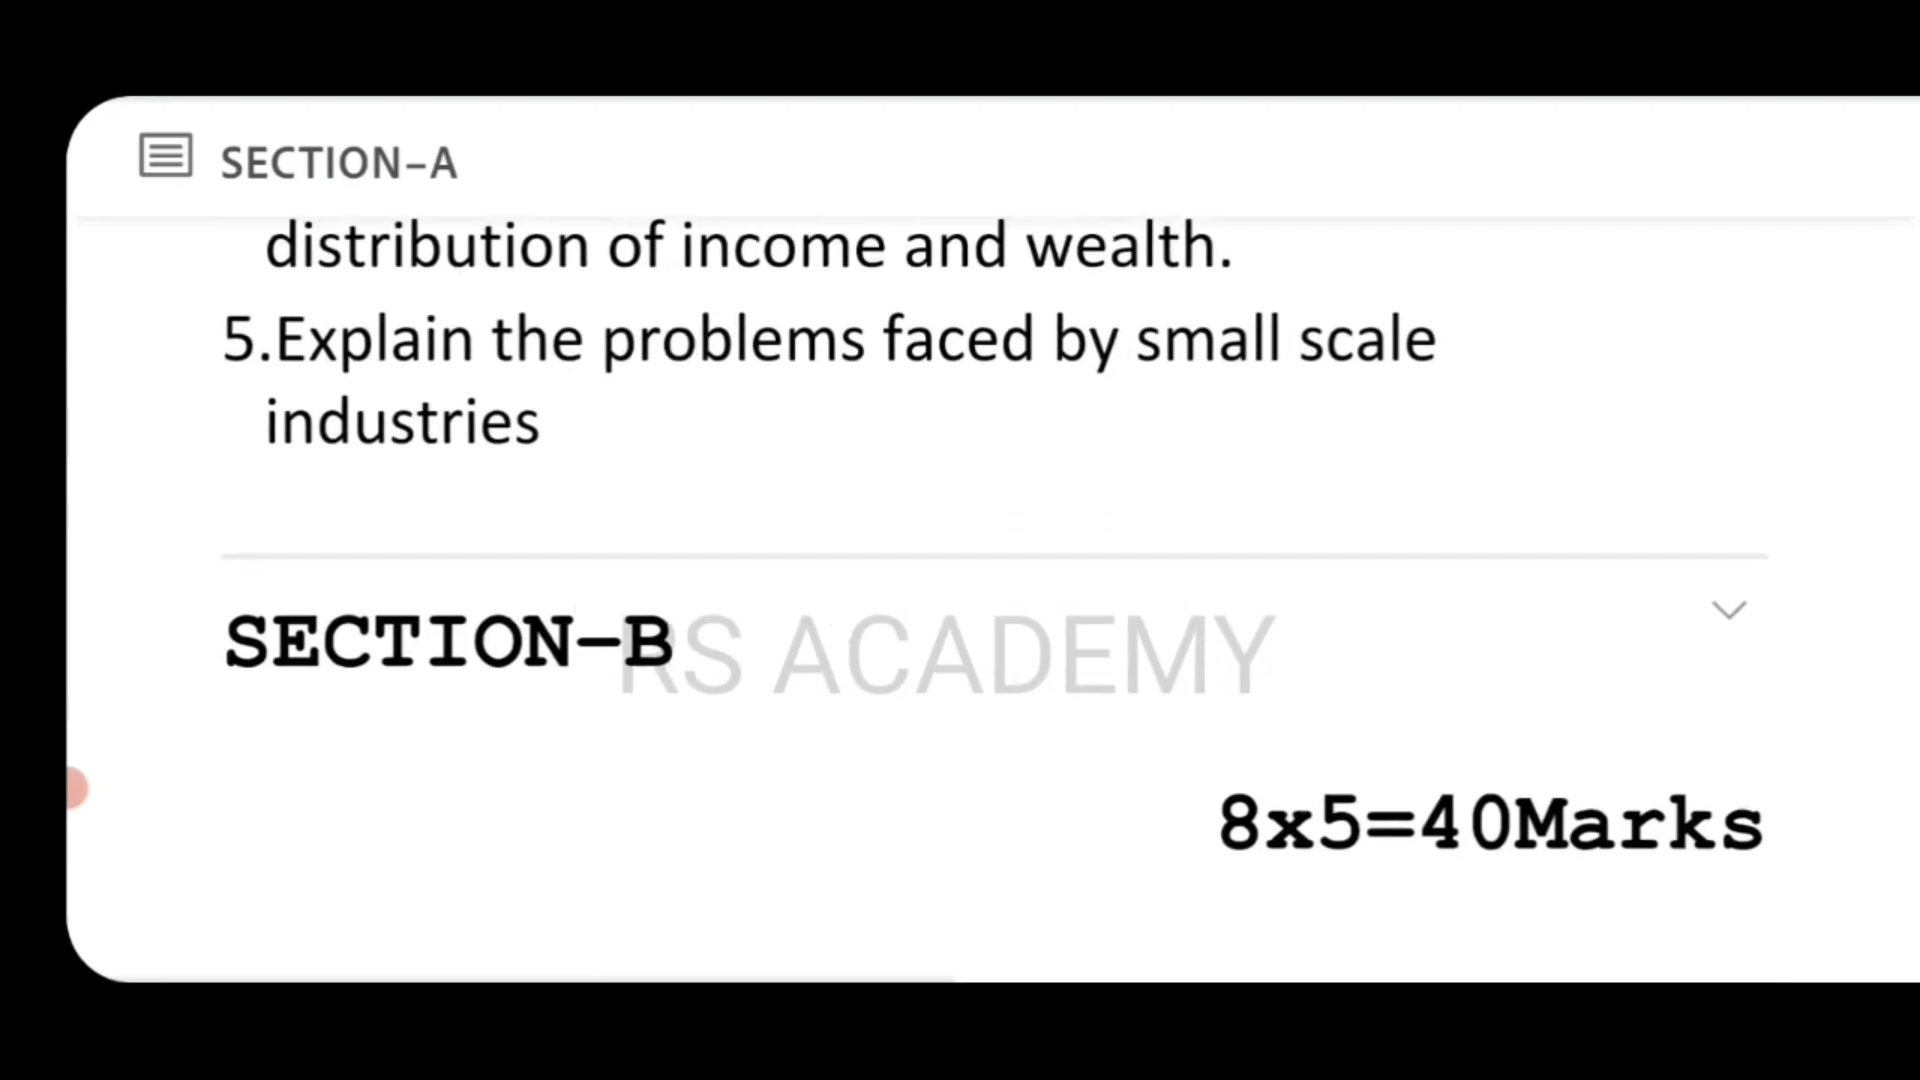 SECTION-A
distribution of income and wealth.
5.Explain the problems faced by small scale
industries
SECTION-B
RS ACADEMY
8x5=40Marks